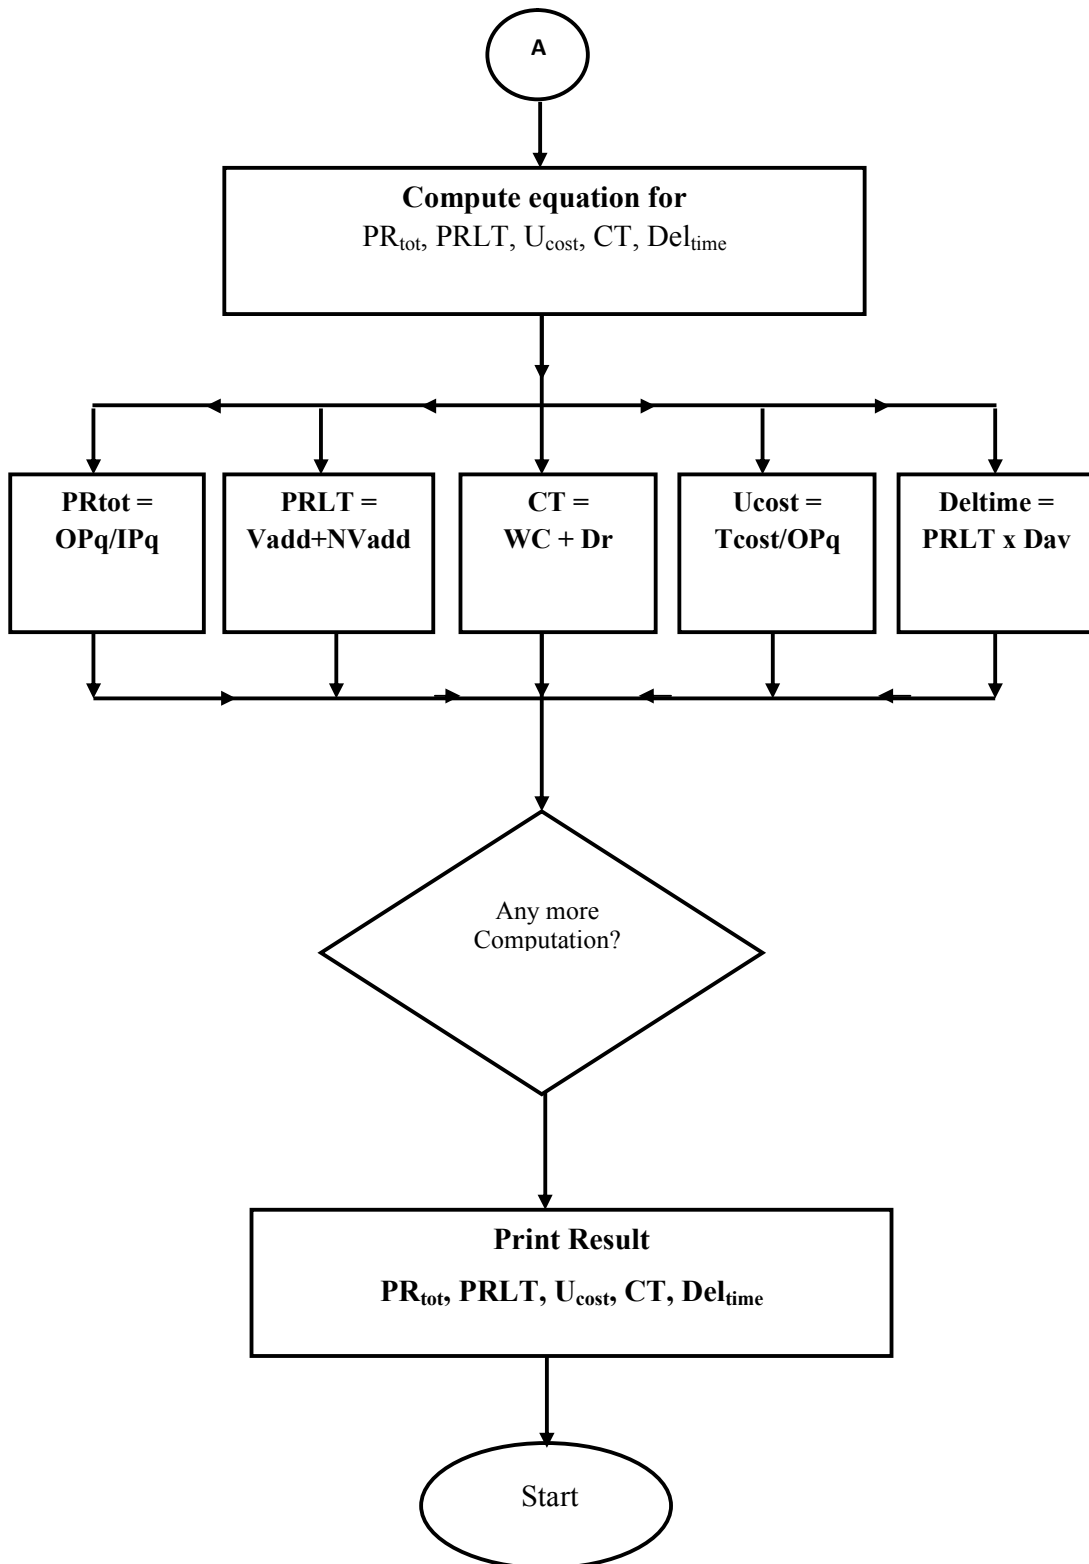 A
Compute equation for
PRtot, PRLT, Ucost, CT, Deltime
PRtot =
OPq/IPq
PRLT =
Vadd+NVadd
CT =
WC + Dr
Ucost =
Tcost/OPq
Deltime =
PRLT x Dav
Any more
Computation?
Print Result
PRtot, PRLT, Ucost, CT, Deltime
Start